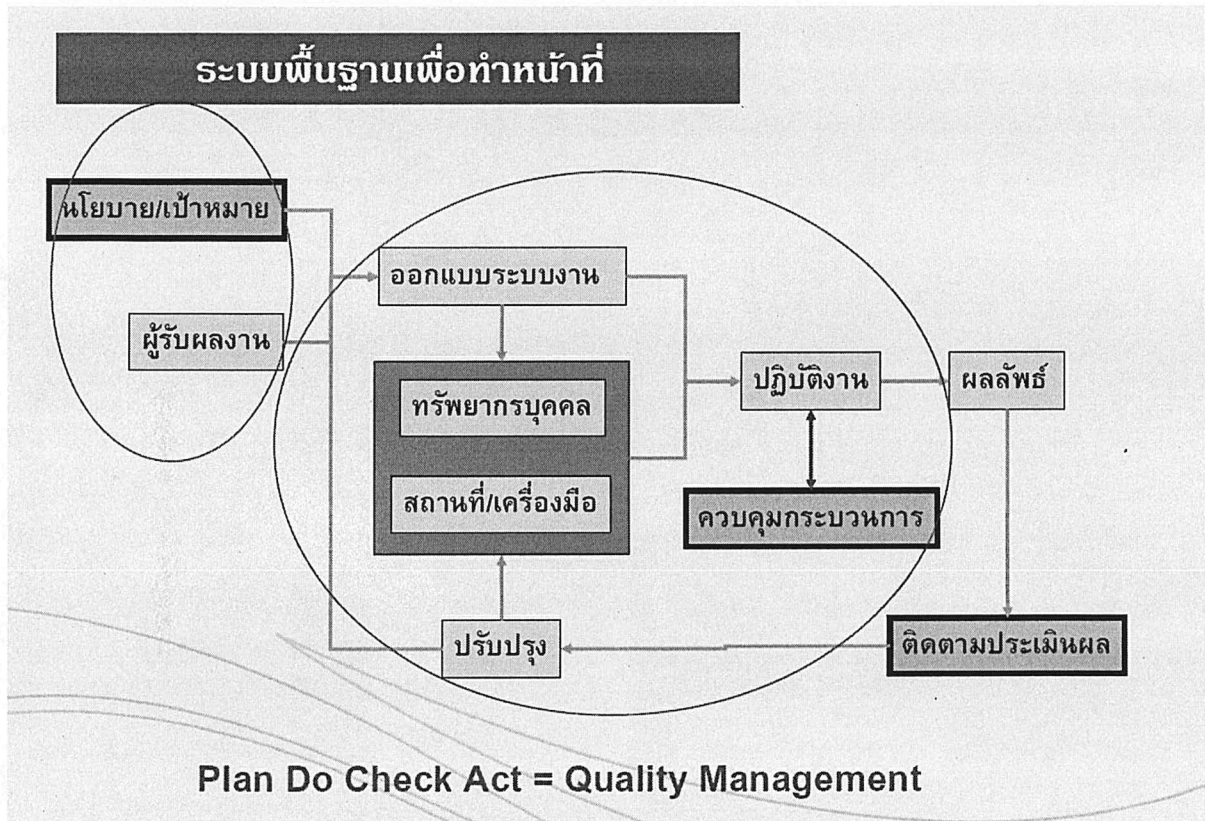 ระบบพื้นฐานเพื่อทำหน้าที่
นโยบาย/เป้าหมาย
ออกแบบระบบงาน
ผู้รับผลงาน
ทรัพยากรบุคคล
ปฏิบัติงาน
ผลลัพธ์
สถานที่/เครื่องมือ
ควบคุมกระบวนการ
ปรับปรุง
ติดตามประเมินผล
Plan Do Check Act = Quality Management